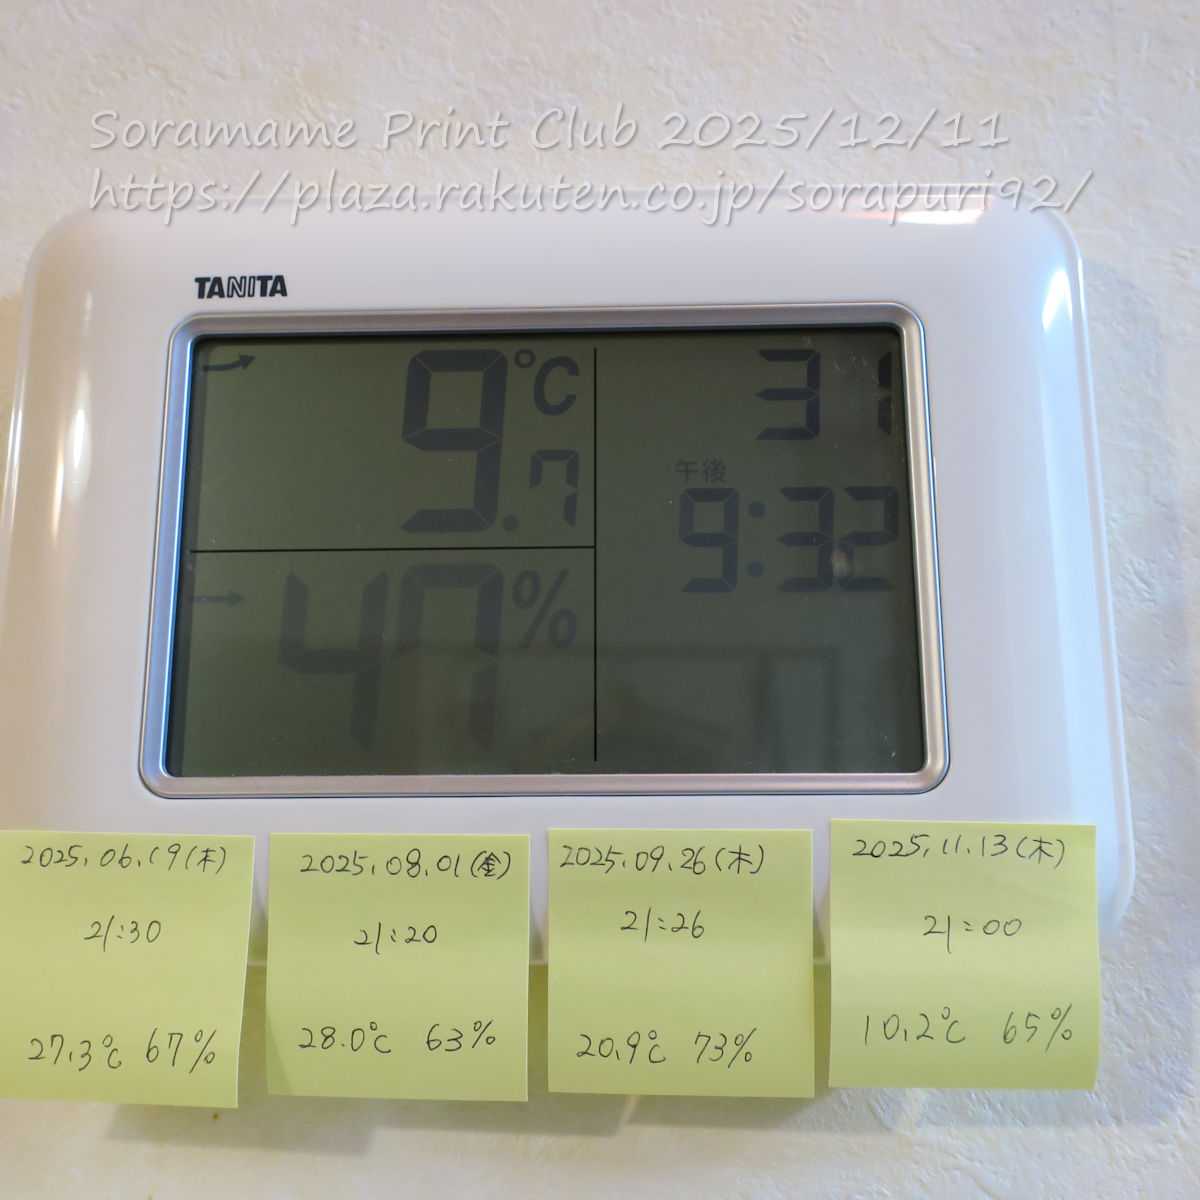 Soramame Print Club 2025/12/11
https://plaza.rakuten.co.jp/sorapuri92/
TANITA
9.7℃
47%
31
午後
9:32
2025.06.19(木)
21:30
27.3℃ 67%
2025.08.01(金)
21:20
28.0℃ 63%
2025.09.26(木)
21:26
20.9℃ 73%
2025.11.13(木)
21:00
10.2℃ 65%